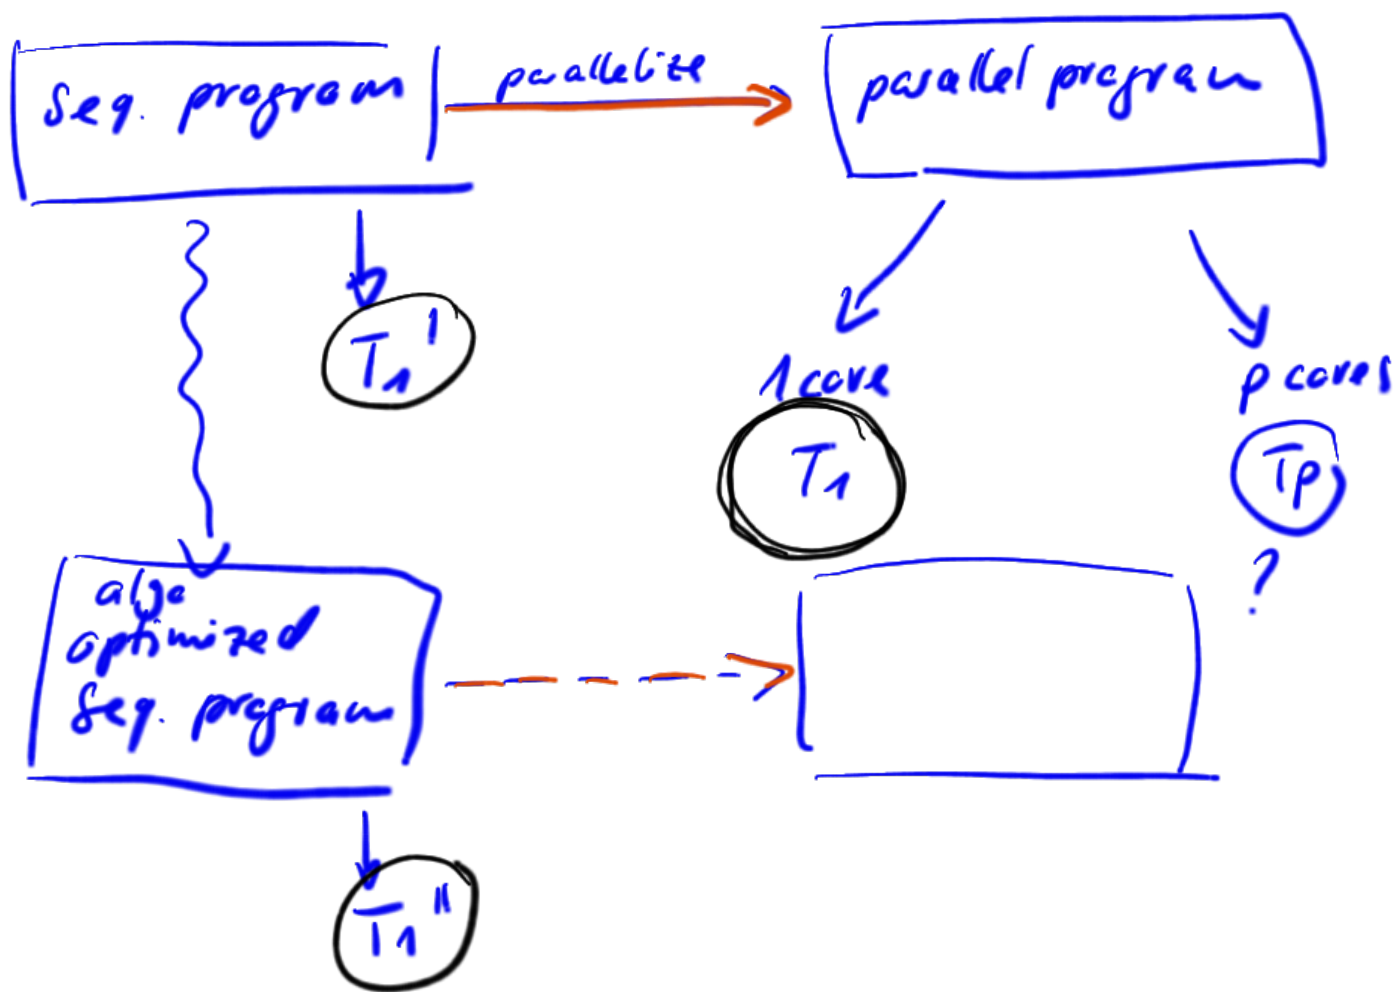 Seq. program
parallelize
parallel program
T1'
1 core
p cores
T1
Tp
?
algo
optimized
Seq. program
T1"